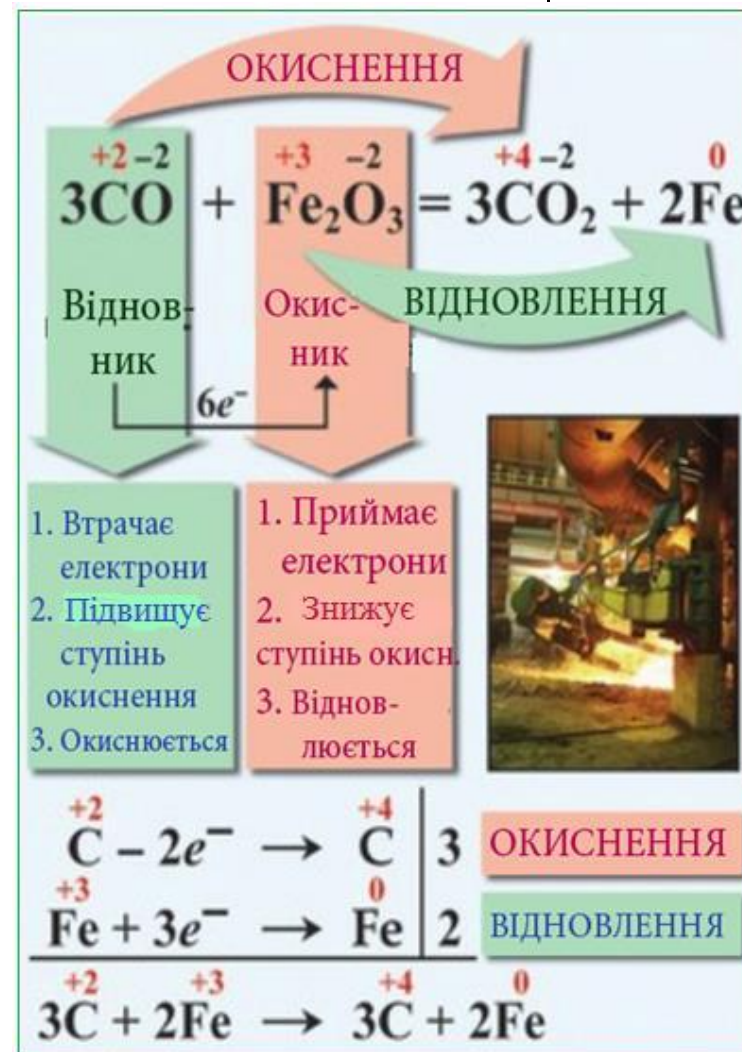 ОКИСНЕННЯ
+2 −2 +3 −2 +4 −2 0
3CO + Fe₂O₃ = 3CO₂ + 2Fe
Віднов-
ник
Окис-
ник
ВІДНОВЛЕННЯ
6e⁻
1. Втрачає
електрони
2. Підвищує
ступінь
окиснення
3. Окиснюється
1. Приймає
електрони
2. Знижує
ступінь окисн.
3. Віднов-
люється
+2 +4
C − 2e⁻ → C | 3 ОКИСНЕННЯ
+3 0
Fe + 3e⁻ → Fe | 2 ВІДНОВЛЕННЯ
+2 +3 +4 0
3C + 2Fe → 3C + 2Fe